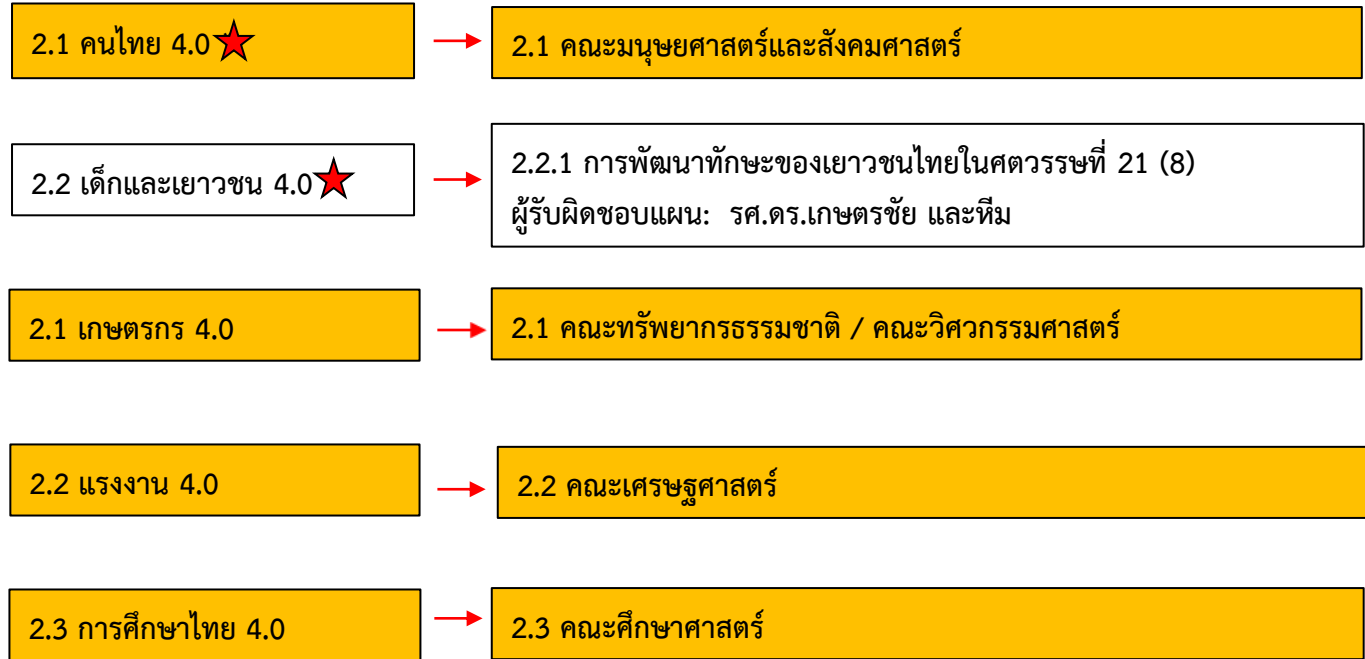 2.1 คนไทย 4.0
2.1 คณะมนุษยศาสตร์และสังคมศาสตร์
2.2 เด็กและเยาวชน 4.0
2.2.1 การพัฒนาทักษะของเยาวชนไทยในศตวรรษที่ 21 (8)
ผู้รับผิดชอบแผน: รศ.ดร.เกษตรชัย และหีม
2.1 เกษตรกร 4.0
2.1 คณะทรัพยากรธรรมชาติ / คณะวิศวกรรมศาสตร์
2.2 แรงงาน 4.0
2.2 คณะเศรษฐศาสตร์
2.3 การศึกษาไทย 4.0
2.3 คณะศึกษาศาสตร์